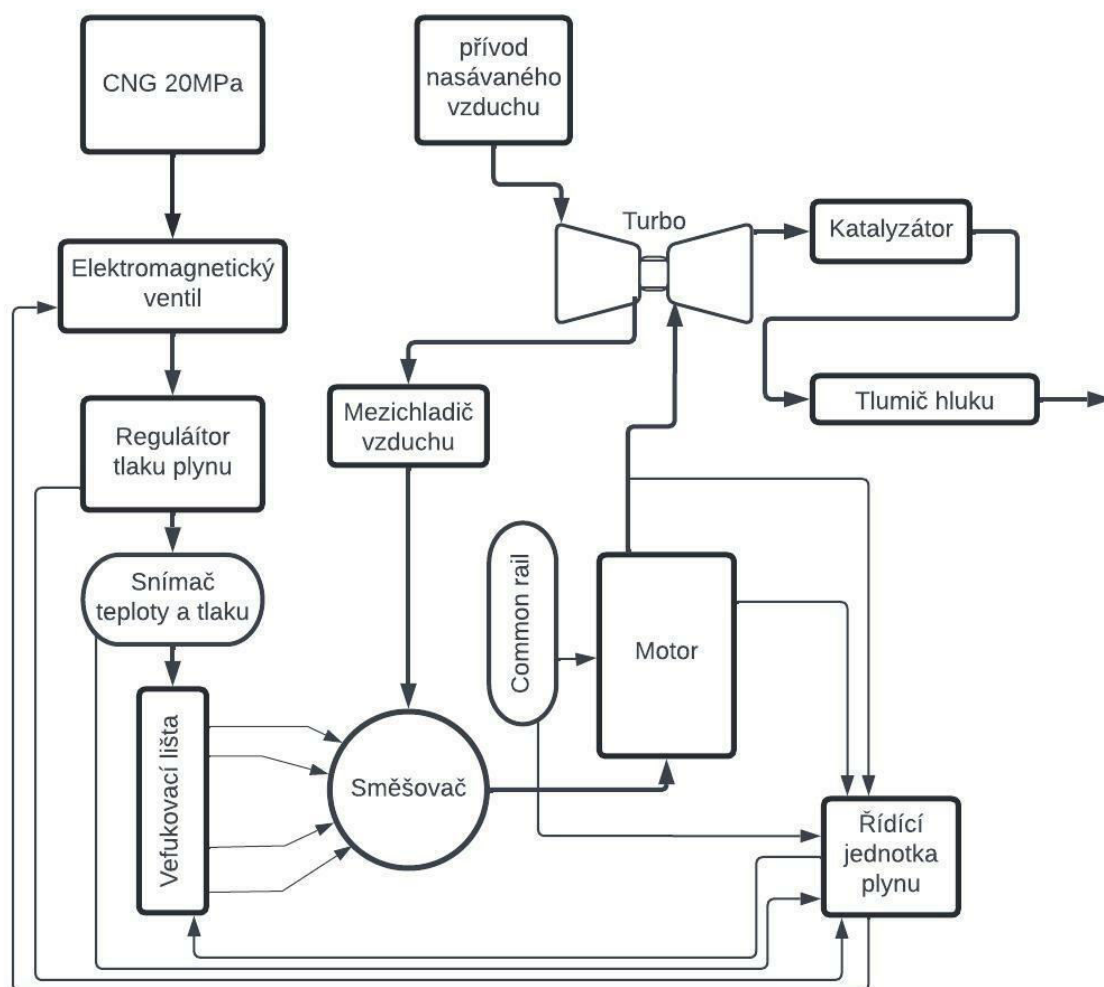 CNG 20MPa
přívod
nasávaného
vzduchu
Turbo
Katalyzátor
Elektromagnetický
ventil
Mezichladič
vzduchu
Tlumič hluku
Reguláítor
tlaku plynu
Snímač
teploty a tlaku
Common rail
Motor
Vefukovací lišta
Směšovač
Řídící
jednotka
plynu